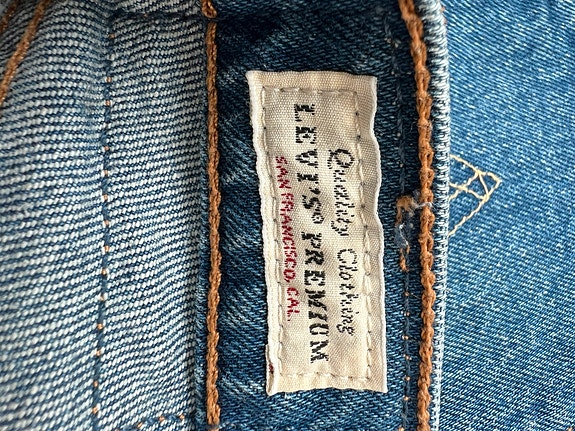 Quality Clothing
LEVI'S® PREMIUM
SAN FRANCISCO, CAL.